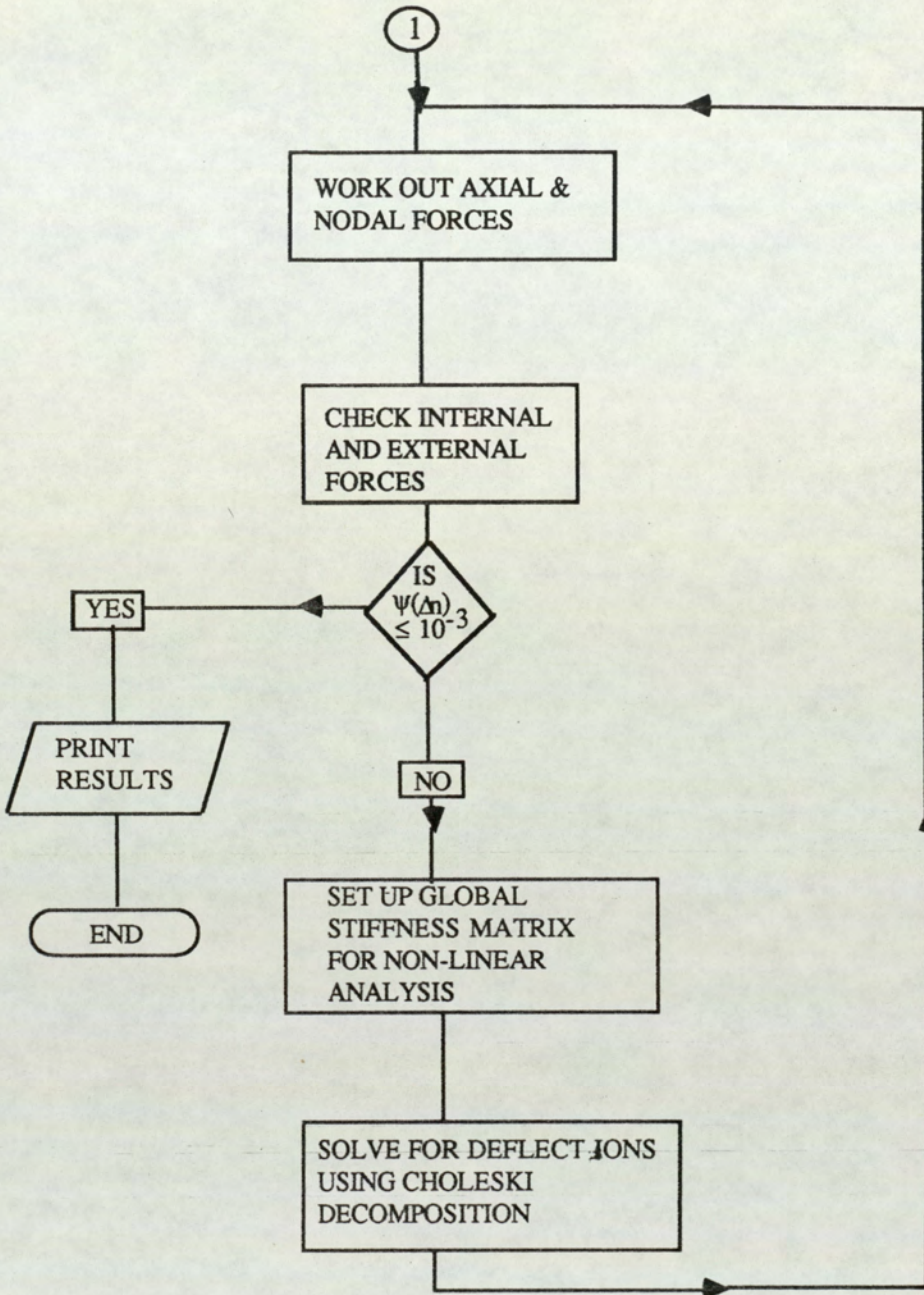 1
WORK OUT AXIAL &
NODAL FORCES
CHECK INTERNAL
AND EXTERNAL
FORCES
IS
Ψ(Δn)
≤ 10⁻³
YES
PRINT
RESULTS
END
NO
SET UP GLOBAL
STIFFNESS MATRIX
FOR NON-LINEAR
ANALYSIS
SOLVE FOR DEFLECTIONS
USING CHOLESKI
DECOMPOSITION